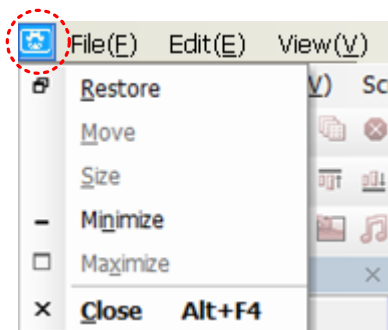 File(F) Edit(E) View(V)
Restore V) Sc
Move
Size
Minimize
Maximize
Close Alt+F4